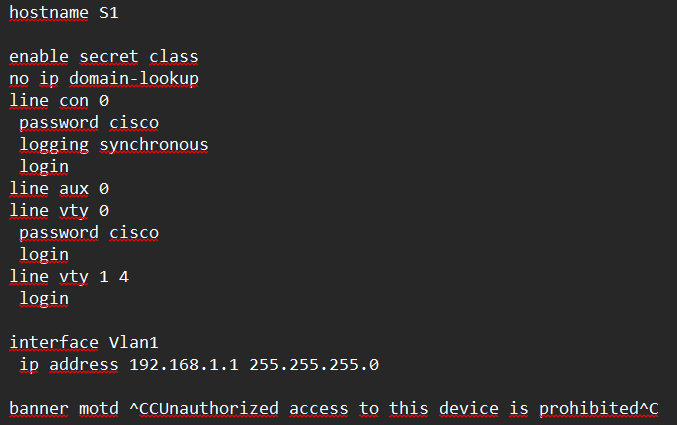 hostname S1
enable secret class
no ip domain-lookup
line con 0
password cisco
logging synchronous
login
line aux 0
line vty 0
password cisco
login
line vty 1 4
login
interface Vlan1
ip address 192.168.1.1 255.255.255.0
banner motd ^CCUnauthorized access to this device is prohibited^C